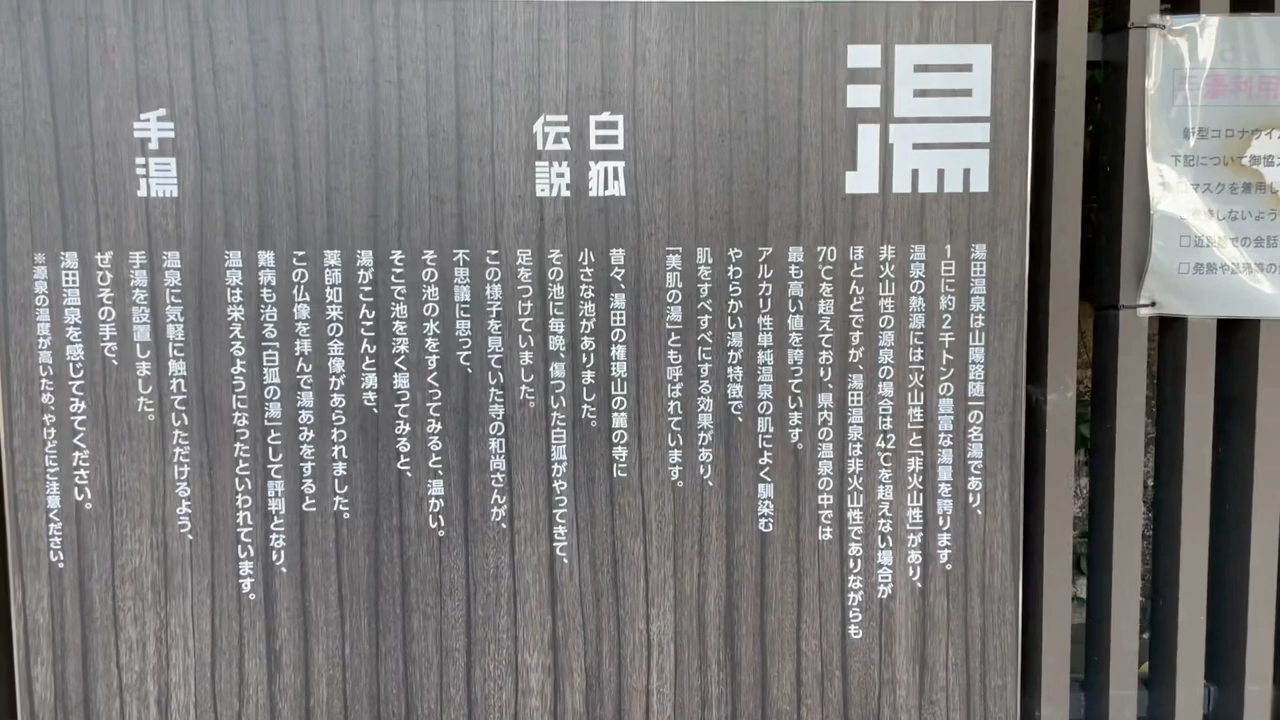 湯
湯田温泉は山陽路随一の名湯であり、
1日に約2千トンの豊富な湯量を誇ります。
温泉の熱源には「火山性」と「非火山性」があり、
非火山性の源泉の場合は42℃を超えない場合が
ほとんどですが、湯田温泉は非火山性でありながらも
70℃を超えており、県内の温泉の中では
最も高い値を誇っています。
アルカリ性単純温泉の肌によく馴染む
やわらかい湯が特徴で、
肌をすべすべにする効果があり、
「美肌の湯」とも呼ばれています。
白狐
伝説
昔々、湯田の権現山の麓の寺に
小さな池がありました。
その池に毎晩、傷ついた白狐がやってきて、
足をつけていました。
この様子を見ていた寺の和尚さんが、
不思議に思って、
その池の水をすくってみると、温かい。
そこで池を深く掘ってみると、
湯がこんこんと湧き、
薬師如来の金像があらわれました。
この仏像を拝んで湯あみをすると
難病も治る「白狐の湯」として評判となり、
温泉は栄えるようになったといわれています。
手湯
温泉に気軽に触れていただけるよう、
手湯を設置しました。
ぜひその手で、
湯田温泉を感じてみてください。
※源泉の温度が高いため、やけどにご注意ください。
利用
新型コロナウイ
下記について御協
マスクを着用し
しないよう
□近距離での会話
□発熱や